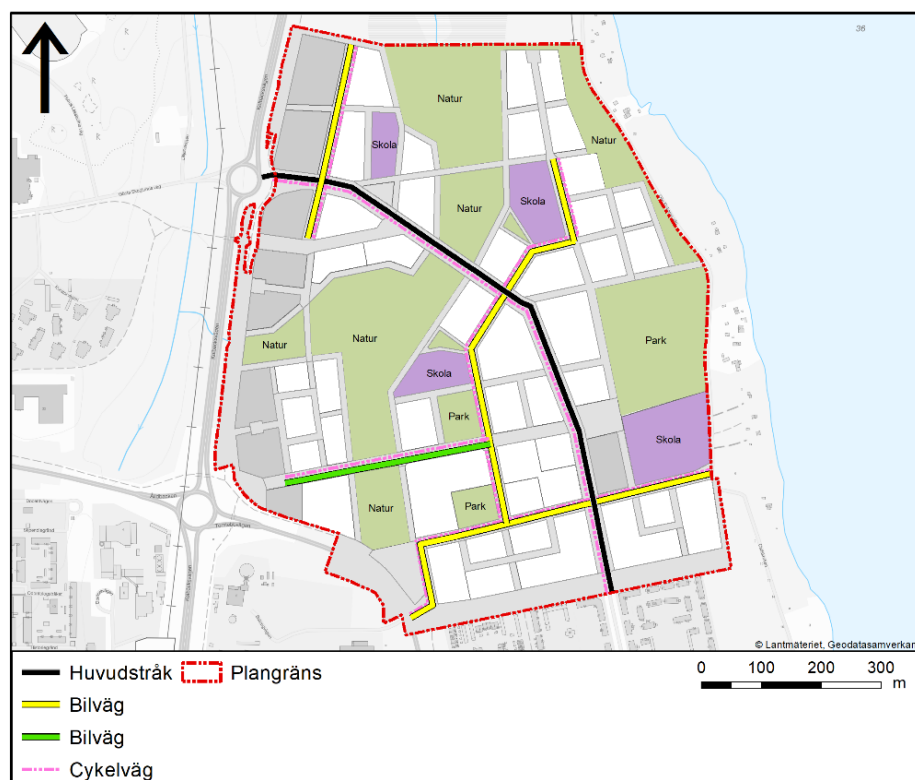 36
Natur
Natur
Skola
Natur
Skola
Natur
Natur
Park
Skola
Park
Skola
Park
Natur
© Lantmäteriet, Geodatasamverkan
Huvudstråk
Plangräns
Bilväg
Bilväg
Cykelväg
0 100 200 300
m